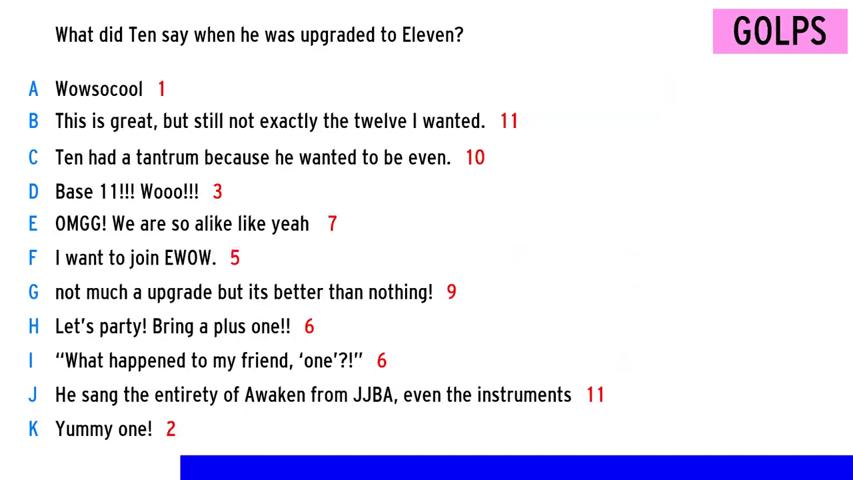 What did Ten say when he was upgraded to Eleven?
GOLPS
A Wowsocool 1
B This is great, but still not exactly the twelve I wanted. 11
C Ten had a tantrum because he wanted to be even. 10
D Base 11!!! Wooo!!! 3
E OMGG! We are so alike like yeah 7
F I want to join EWOW. 5
G not much a upgrade but its better than nothing! 9
H Let's party! Bring a plus one!! 6
I “What happened to my friend, ‘one’?!” 6
J He sang the entirety of Awaken from JJBA, even the instruments 11
K Yummy one! 2